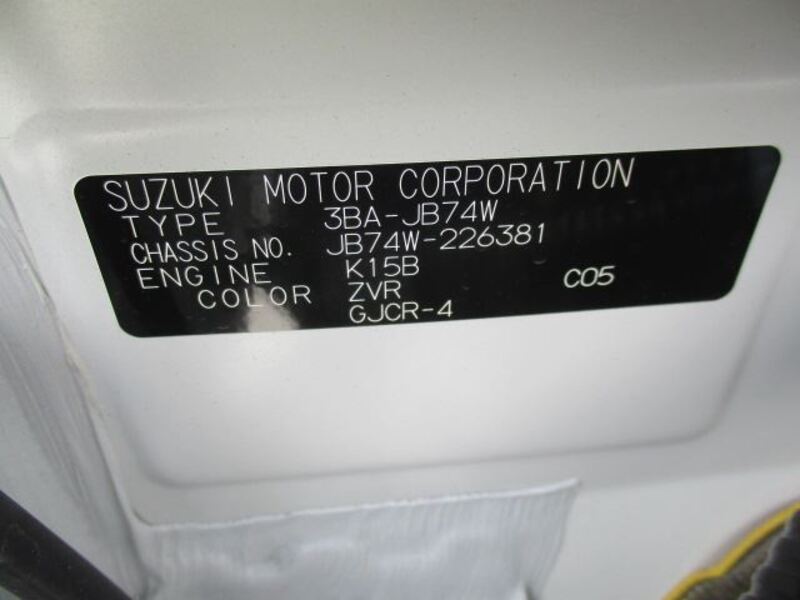 SUZUKI MOTOR CORPORATION
TYPE 3BA-JB74W
CHASSIS NO. JB74W-226381
ENGINE K15B
COLOR ZVR C05
GJCR-4